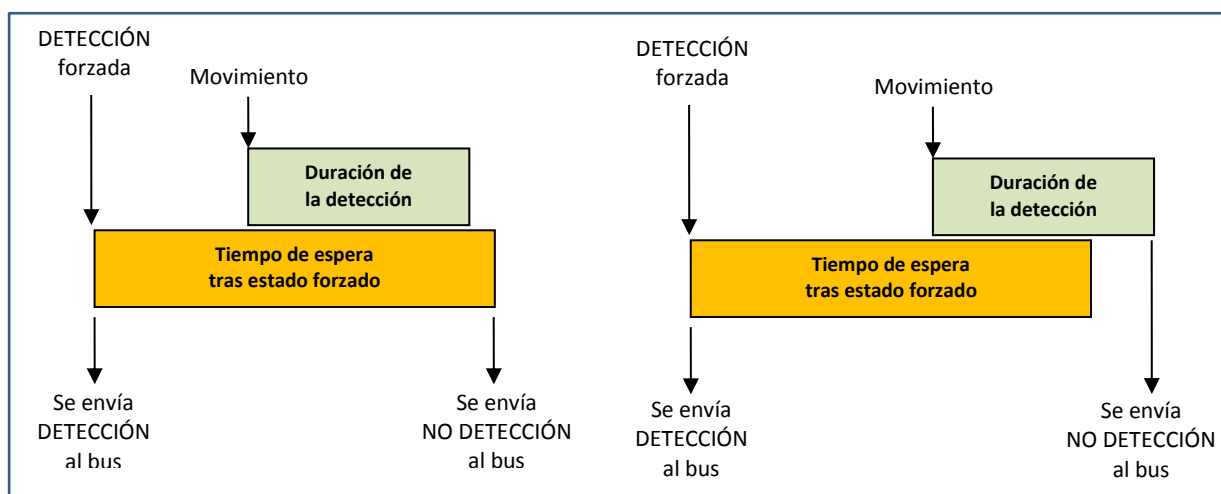 DETECCIÓN
forzada
Movimiento
Duración de
la detección
Tiempo de espera
tras estado forzado
Se envía
DETECCIÓN
al bus
Se envía
NO DETECCIÓN
al bus
DETECCIÓN
forzada
Movimiento
Duración de
la detección
Tiempo de espera
tras estado forzado
Se envía
DETECCIÓN
al bus
Se envía
NO DETECCIÓN
al bus